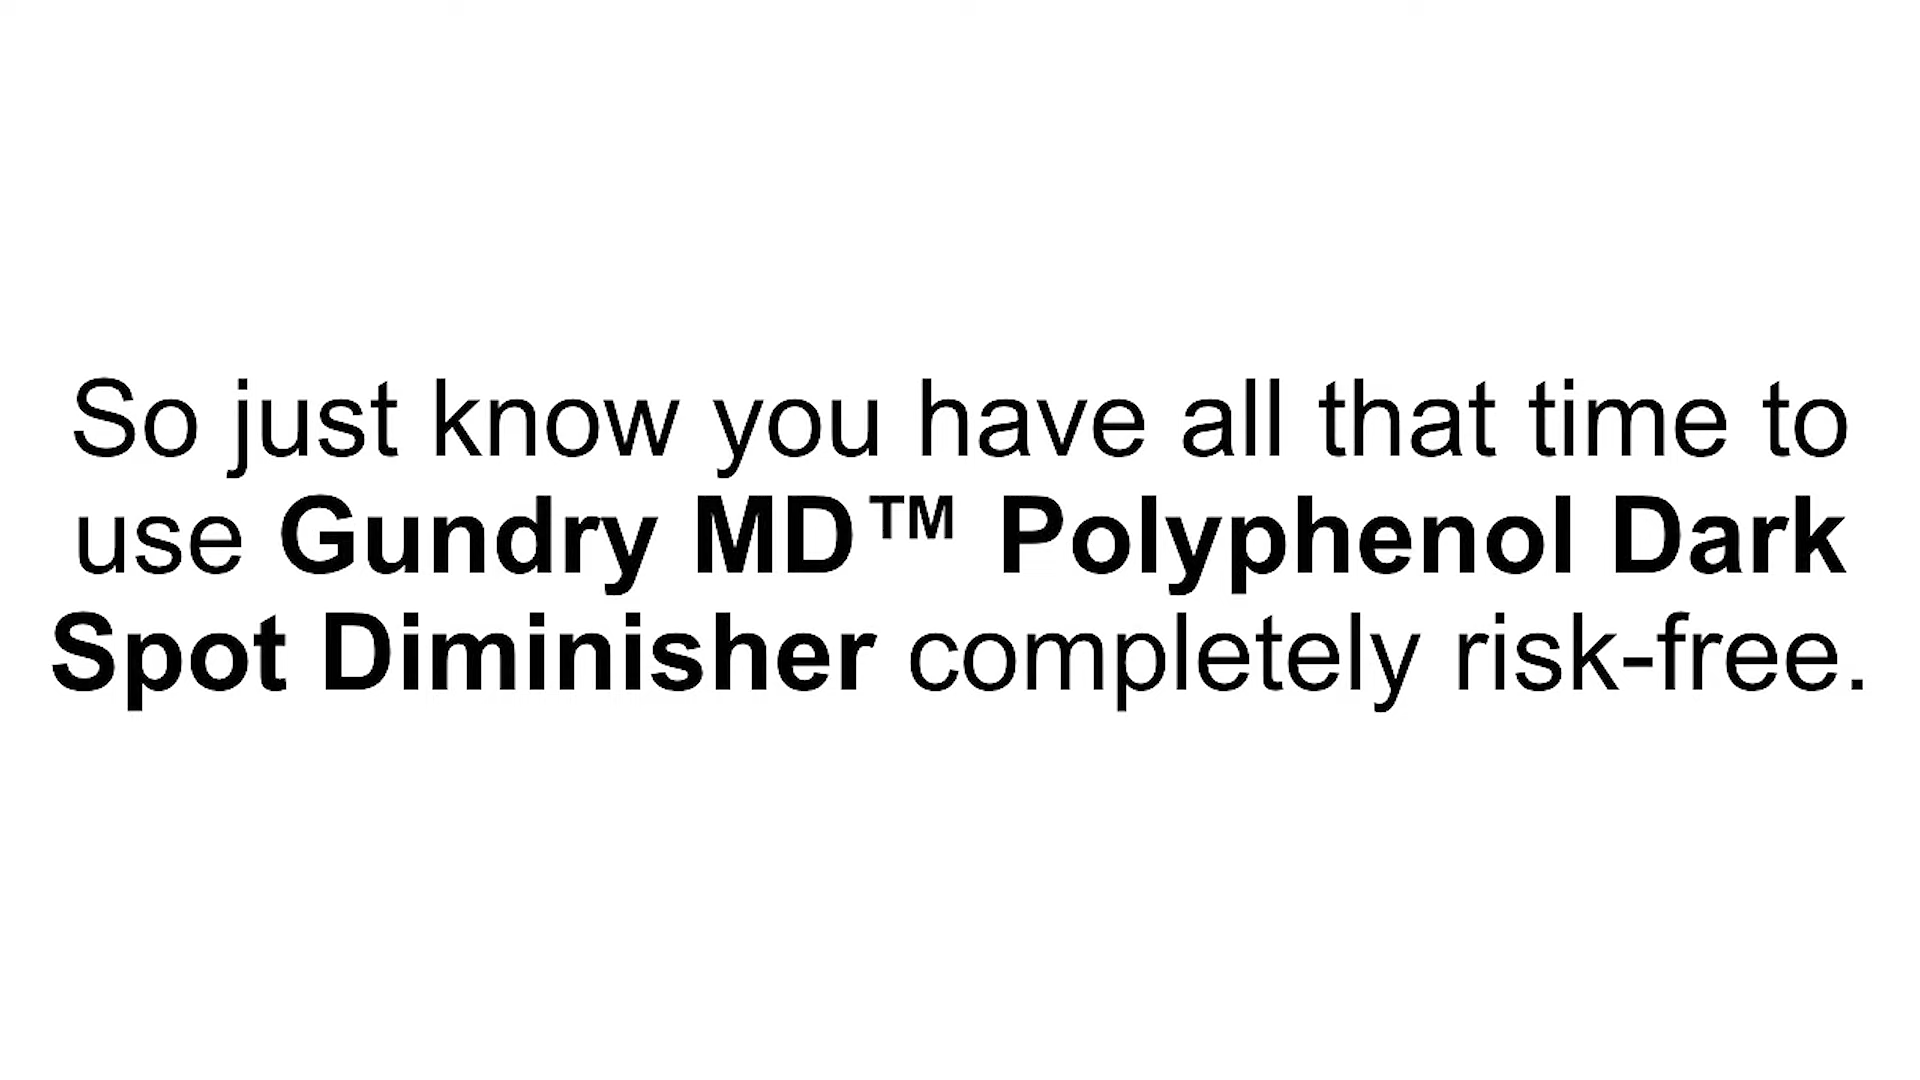 So just know you have all that time to
use Gundry MD™ Polyphenol Dark
Spot Diminisher completely risk-free.